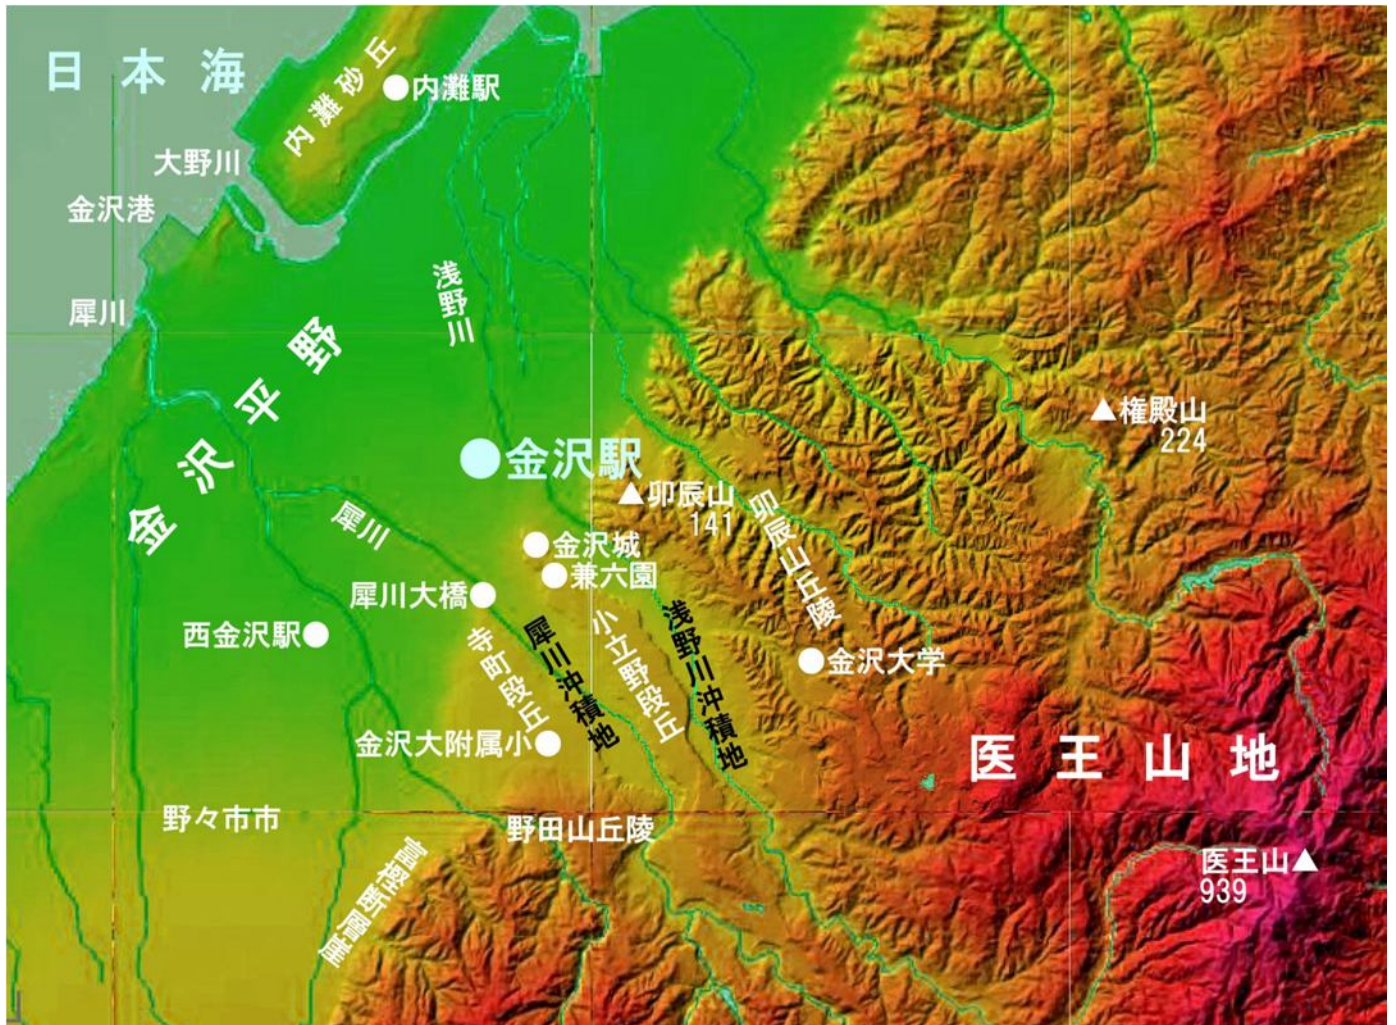 日本海
内灘砂丘
内灘駅
大野川
金沢港
浅野川
犀川
金沢平野
権殿山
224
金沢駅
卯辰山
141
卯辰山丘陵
犀川
金沢城
兼六園
犀川大橋
西金沢駅
寺町段丘
犀川沖積地
小立野段丘
浅野川沖積地
金沢大学
金沢大附属小
医王山地
野々市市
野田山丘陵
富樫断層崖
医王山
939